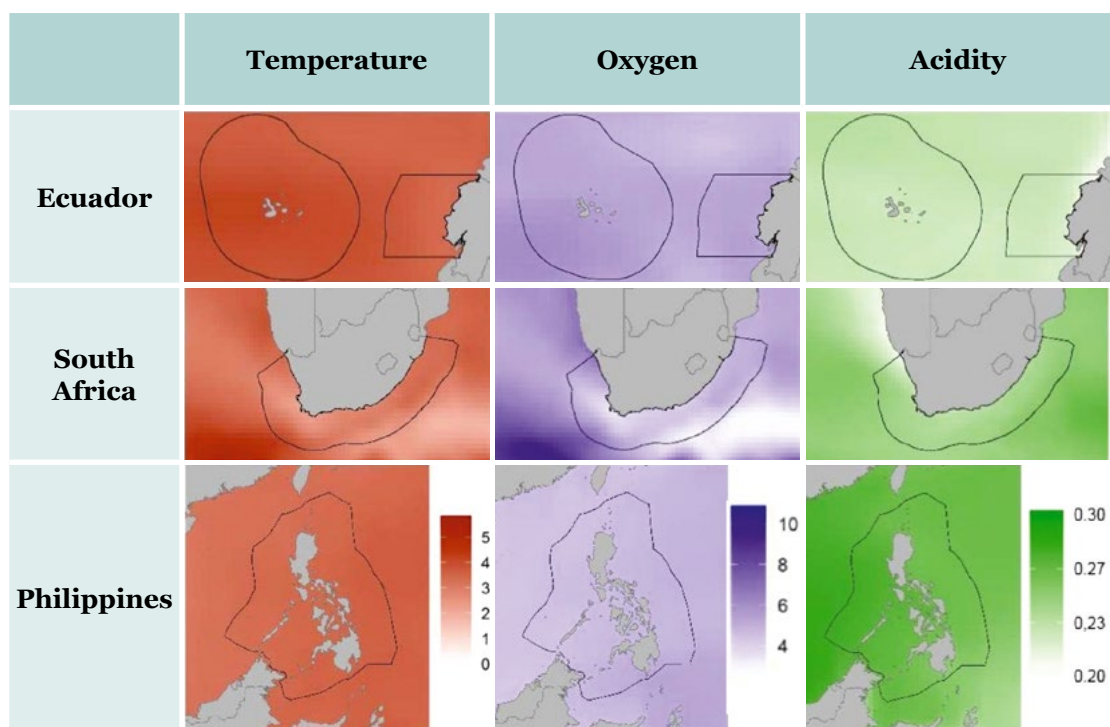 Temperature
Oxygen
Acidity
Ecuador
South
Africa
Philippines
5
4
3
2
1
0
10
8
6
4
0.30
0.27
0,23
0.20